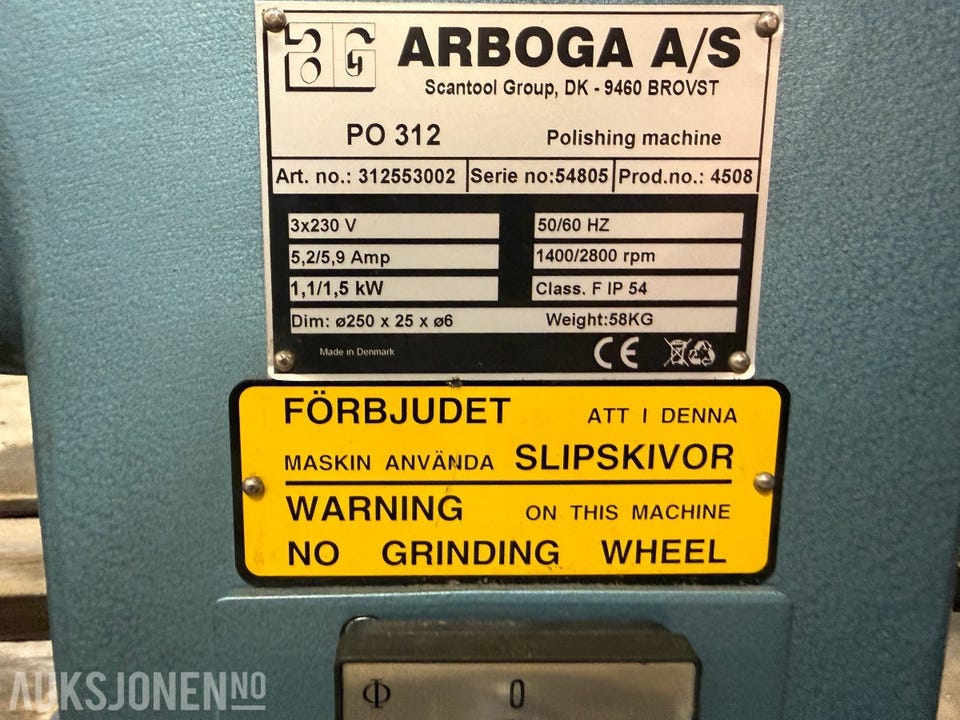 ARBOGA A/S
Scantool Group, DK - 9460 BROVST
PO 312 Polishing machine
Art. no.: 312553002 Serie no:54805 Prod.no.: 4508
3x230 V 50/60 HZ
5,2/5,9 Amp 1400/2800 rpm
1,1/1,5 kW Class. F IP 54
Dim: ø250 x 25 x ø6 Weight:58KG
Made in Denmark CE
FÖRBJUDET ATT I DENNA
MASKIN ANVÄNDA SLIPSKIVOR
WARNING ON THIS MACHINE
NO GRINDING WHEEL
Φ 0
AUKSJONEN NO